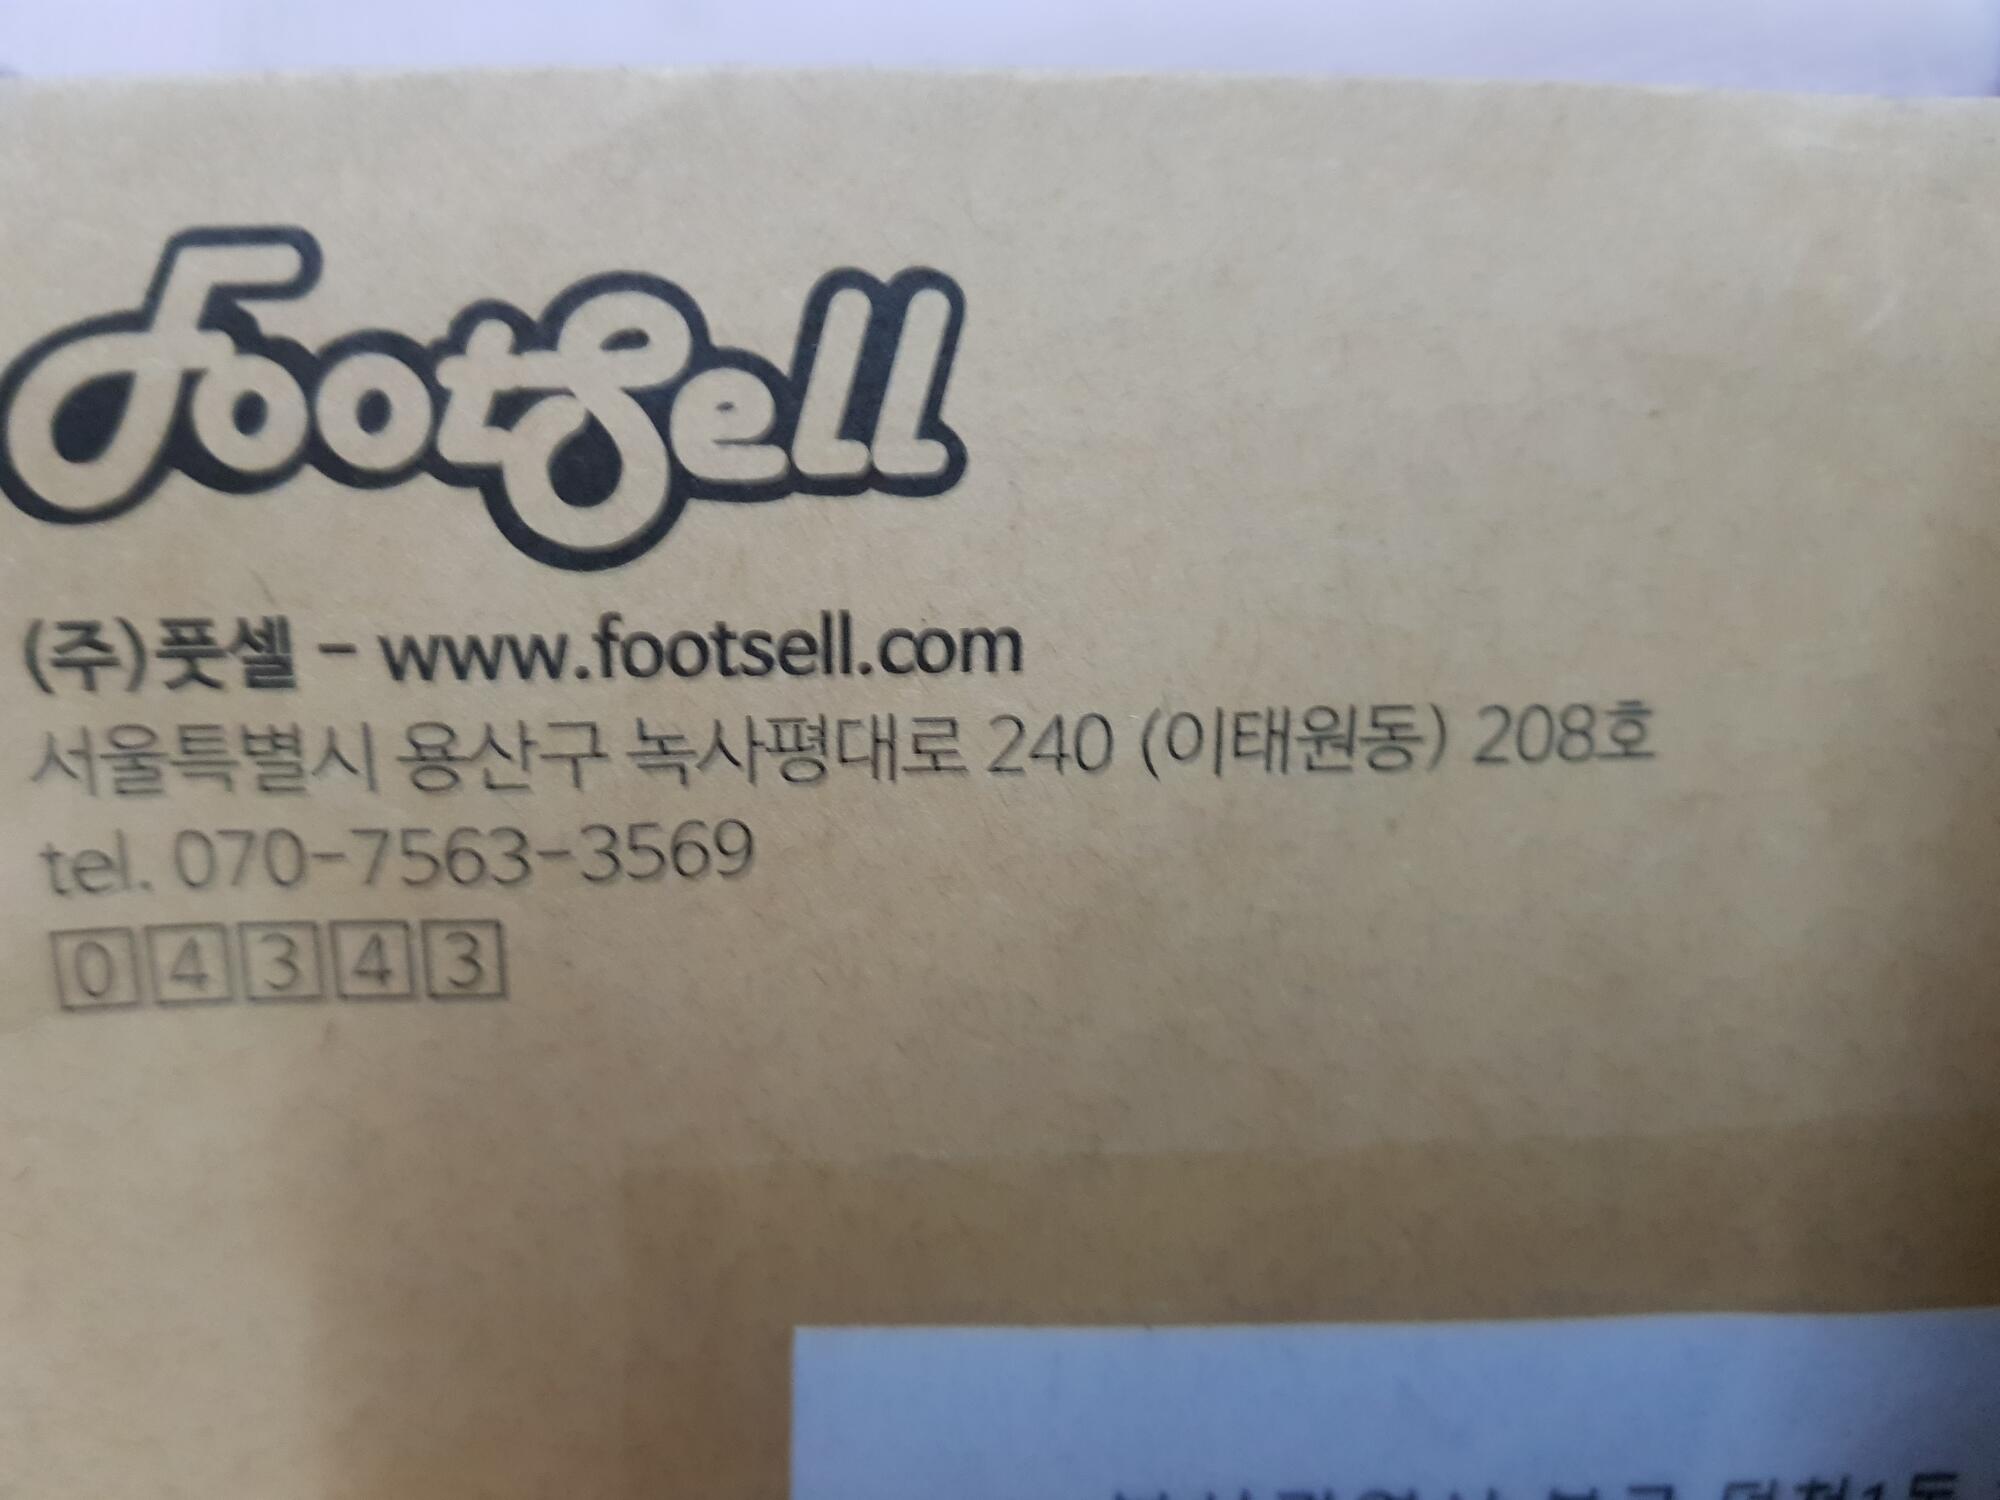 FootSell
(주)풋셀 - www.footsell.com
서울특별시 용산구 녹사평대로 240 (이태원동) 208호
tel. 070-7563-3569
04343